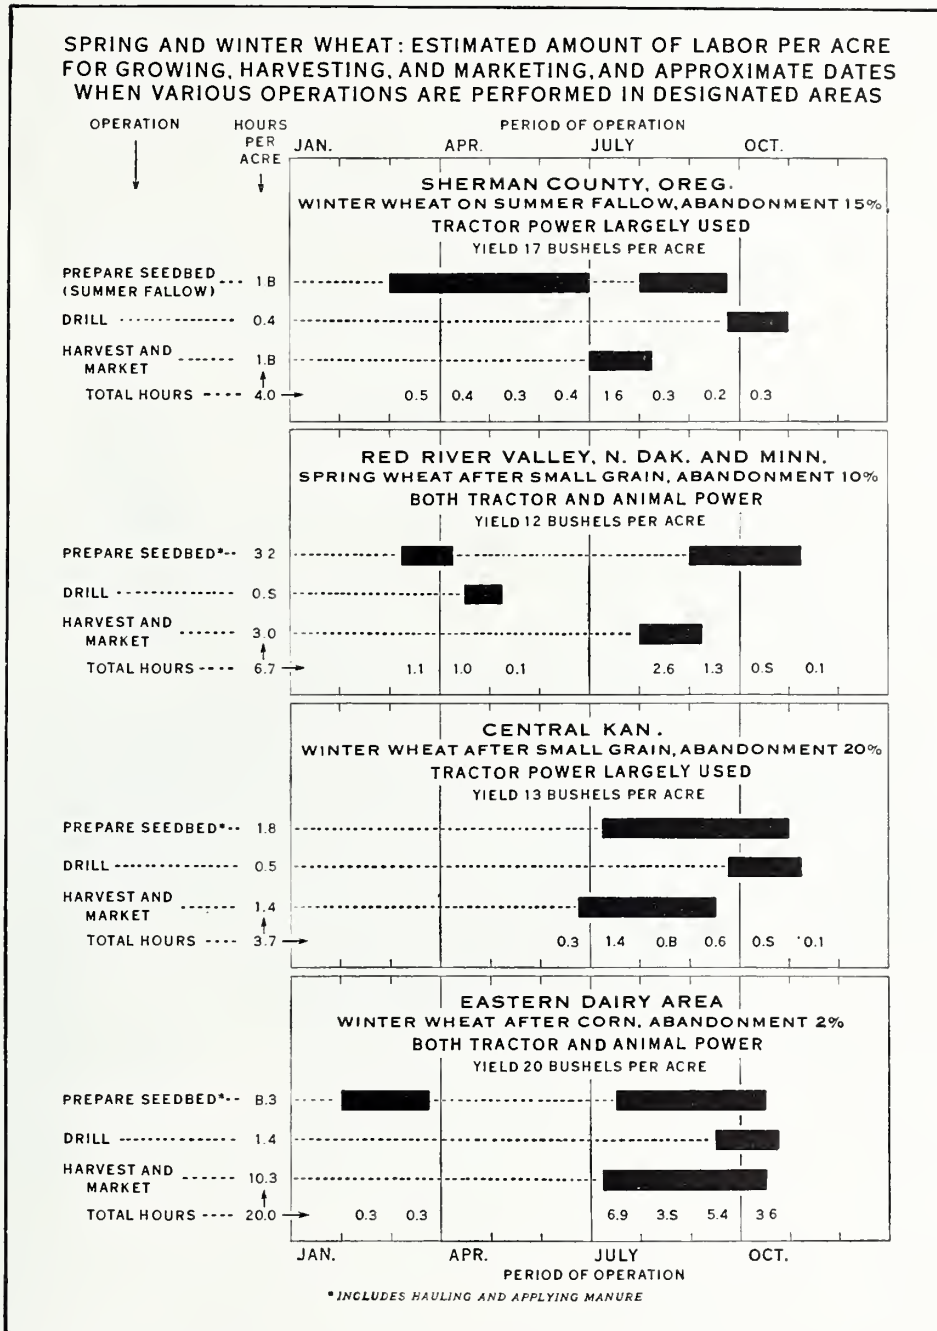 SPRING AND WINTER WHEAT: ESTIMATED AMOUNT OF LABOR PER ACRE
FOR GROWING, HARVESTING, AND MARKETING, AND APPROXIMATE DATES
WHEN VARIOUS OPERATIONS ARE PERFORMED IN DESIGNATED AREAS
OPERATION
HOURS
PER
ACRE
PERIOD OF OPERATION
JAN. APR. JULY OCT.
SHERMAN COUNTY, OREG.
WINTER WHEAT ON SUMMER FALLOW, ABANDONMENT 15%
TRACTOR POWER LARGELY USED
YIELD 17 BUSHELS PER ACRE
PREPARE SEEDBED
(SUMMER FALLOW) 1.8
DRILL 0.4
HARVEST AND
MARKET 1.8
TOTAL HOURS 4.0 0.5 0.4 0.3 0.4 1.6 0.3 0.2 0.3
RED RIVER VALLEY, N. DAK. AND MINN.
SPRING WHEAT AFTER SMALL GRAIN, ABANDONMENT 10%
BOTH TRACTOR AND ANIMAL POWER
YIELD 12 BUSHELS PER ACRE
PREPARE SEEDBED* 3.2
DRILL 0.5
HARVEST AND
MARKET 3.0
TOTAL HOURS 6.7 1.1 1.0 0.1 2.6 1.3 0.5 0.1
CENTRAL KAN.
WINTER WHEAT AFTER SMALL GRAIN, ABANDONMENT 20%
TRACTOR POWER LARGELY USED
YIELD 13 BUSHELS PER ACRE
PREPARE SEEDBED* 1.8
DRILL 0.5
HARVEST AND
MARKET 1.4
TOTAL HOURS 3.7 0.3 1.4 0.8 0.6 0.5 0.1
EASTERN DAIRY AREA
WINTER WHEAT AFTER CORN, ABANDONMENT 2%
BOTH TRACTOR AND ANIMAL POWER
YIELD 20 BUSHELS PER ACRE
PREPARE SEEDBED* 8.3
DRILL 1.4
HARVEST AND
MARKET 10.3
TOTAL HOURS 20.0 0.3 0.3 6.9 3.5 5.4 3.6
JAN. APR. JULY OCT.
PERIOD OF OPERATION
*INCLUDES HAULING AND APPLYING MANURE